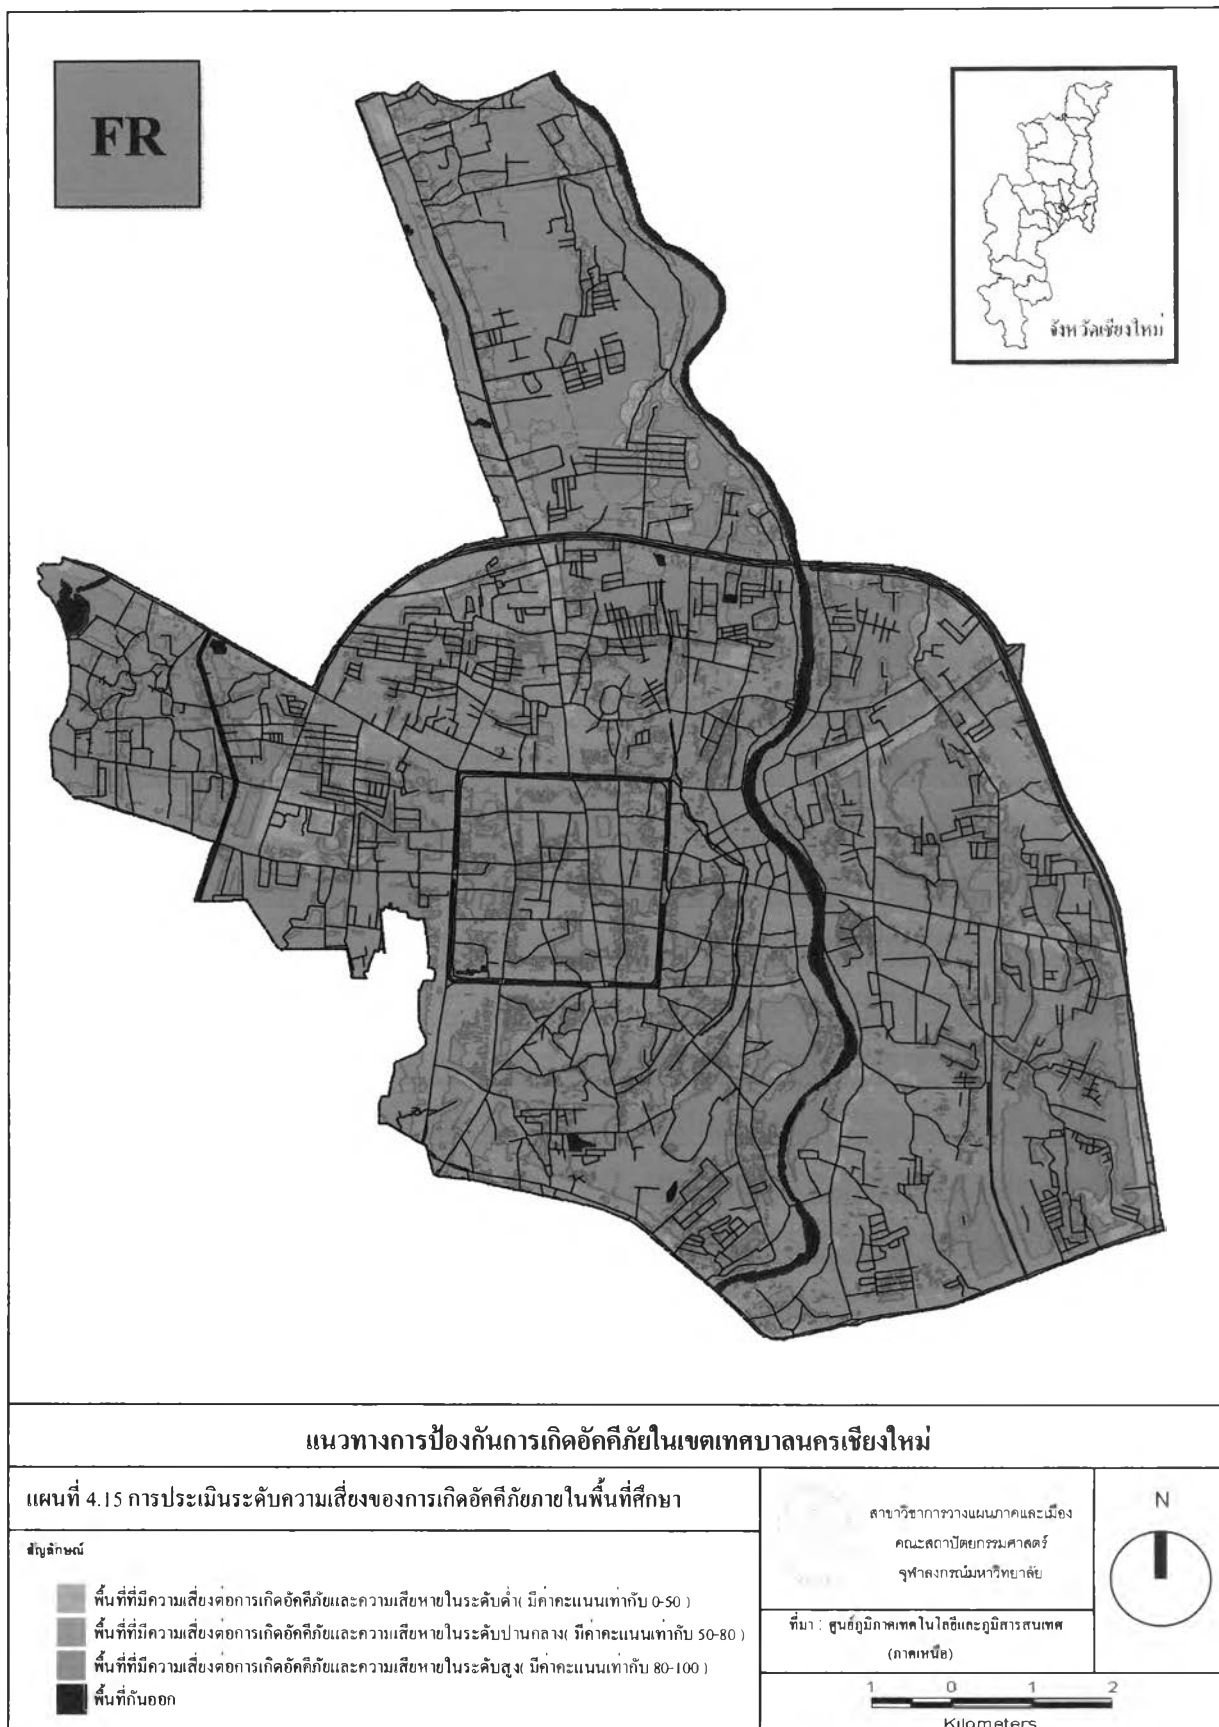 FR
จังหวัดเชียงใหม่
แนวทางการป้องกันการเกิดอัคคีภัยในเขตเทศบาลนครเชียงใหม่
แผนที่ 4.15 การประเมินระดับความเสี่ยงของการเกิดอัคคีภัยภายในพื้นที่ศึกษา
สัญลักษณ์
พื้นที่ที่มีความเสี่ยงต่อการเกิดอัคคีภัยและความเสียหายในระดับต่ำ( มีค่าคะแนนเท่ากับ 0-50 )
พื้นที่ที่มีความเสี่ยงต่อการเกิดอัคคีภัยและความเสียหายในระดับปานกลาง( มีค่าคะแนนเท่ากับ 50-80 )
พื้นที่ที่มีความเสี่ยงต่อการเกิดอัคคีภัยและความเสียหายในระดับสูง( มีค่าคะแนนเท่ากับ 80-100 )
พื้นที่กันออก
สาขาวิชาการวางแผนภาคและเมือง
คณะสถาปัตยกรรมศาสตร์
จุฬาลงกรณ์มหาวิทยาลัย
ที่มา : ศูนย์ภูมิภาคเทคโนโลยีและภูมิสารสนเทศ
(ภาคเหนือ)
N
1 0 1 2
Kilometers